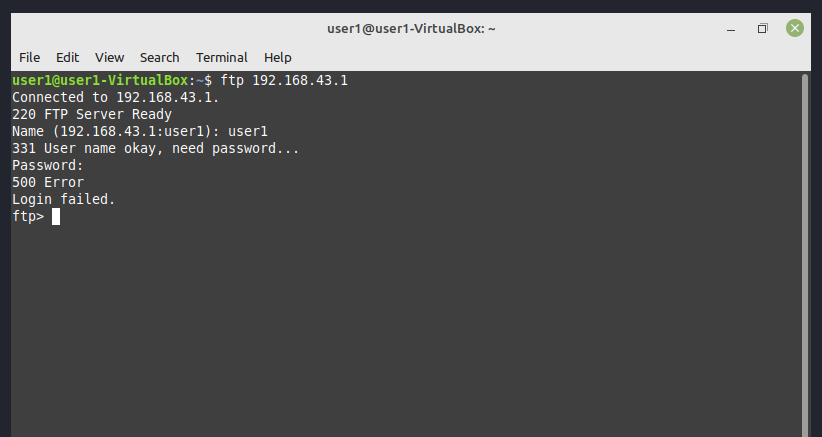 user1@user1-VirtualBox: ~
File Edit View Search Terminal Help
user1@user1-VirtualBox:~$ ftp 192.168.43.1
Connected to 192.168.43.1.
220 FTP Server Ready
Name (192.168.43.1:user1): user1
331 User name okay, need password...
Password:
500 Error
Login failed.
ftp>